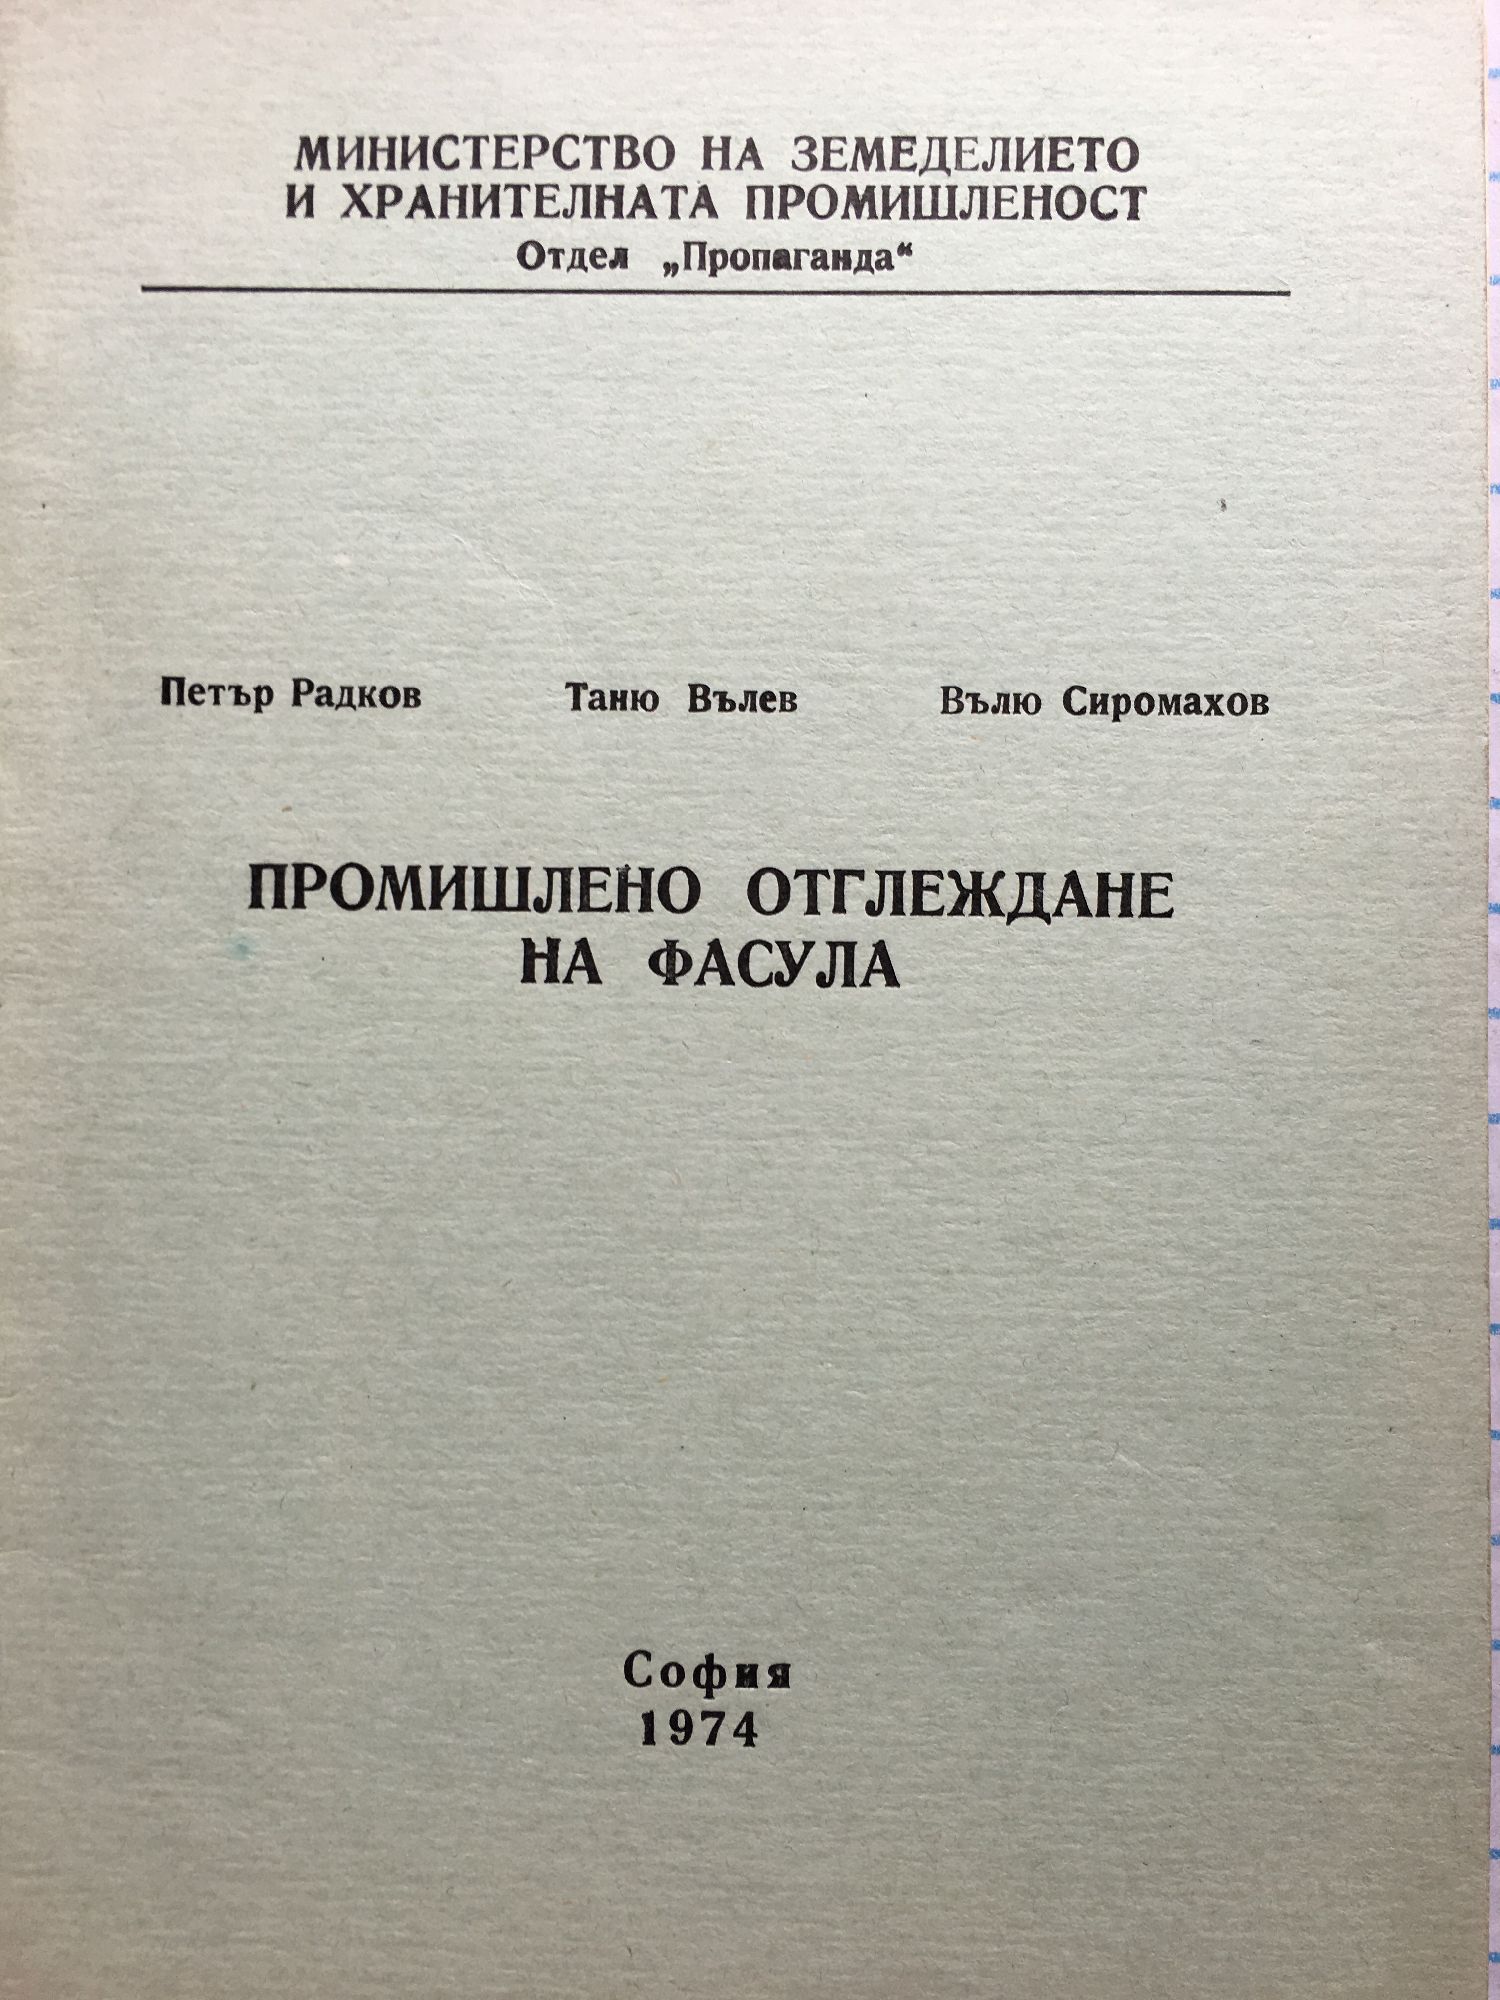 МИНИСТЕРСТВО НА ЗЕМЕДЕЛИЕТО
И ХРАНИТЕЛНАТА ПРОМИШЛЕНОСТ
Отдел „Пропаганда“
Петър Радков Таню Вълев Вълю Сиромахов
ПРОМИШЛЕНО ОТГЛЕЖДАНЕ
НА ФАСУЛА
София
1974